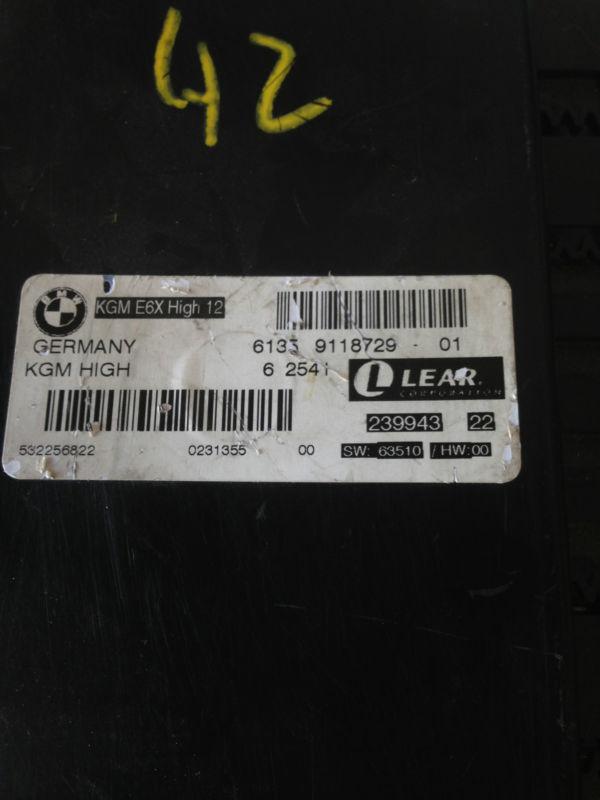 42
BMW
KGM E6X High 12
GERMANY 6135 9118729 - 01
KGM HIGH 6 2541
LEAR.
CORPORATION
239943 22
532256822 0231355 00 SW: 63510 / HW:00